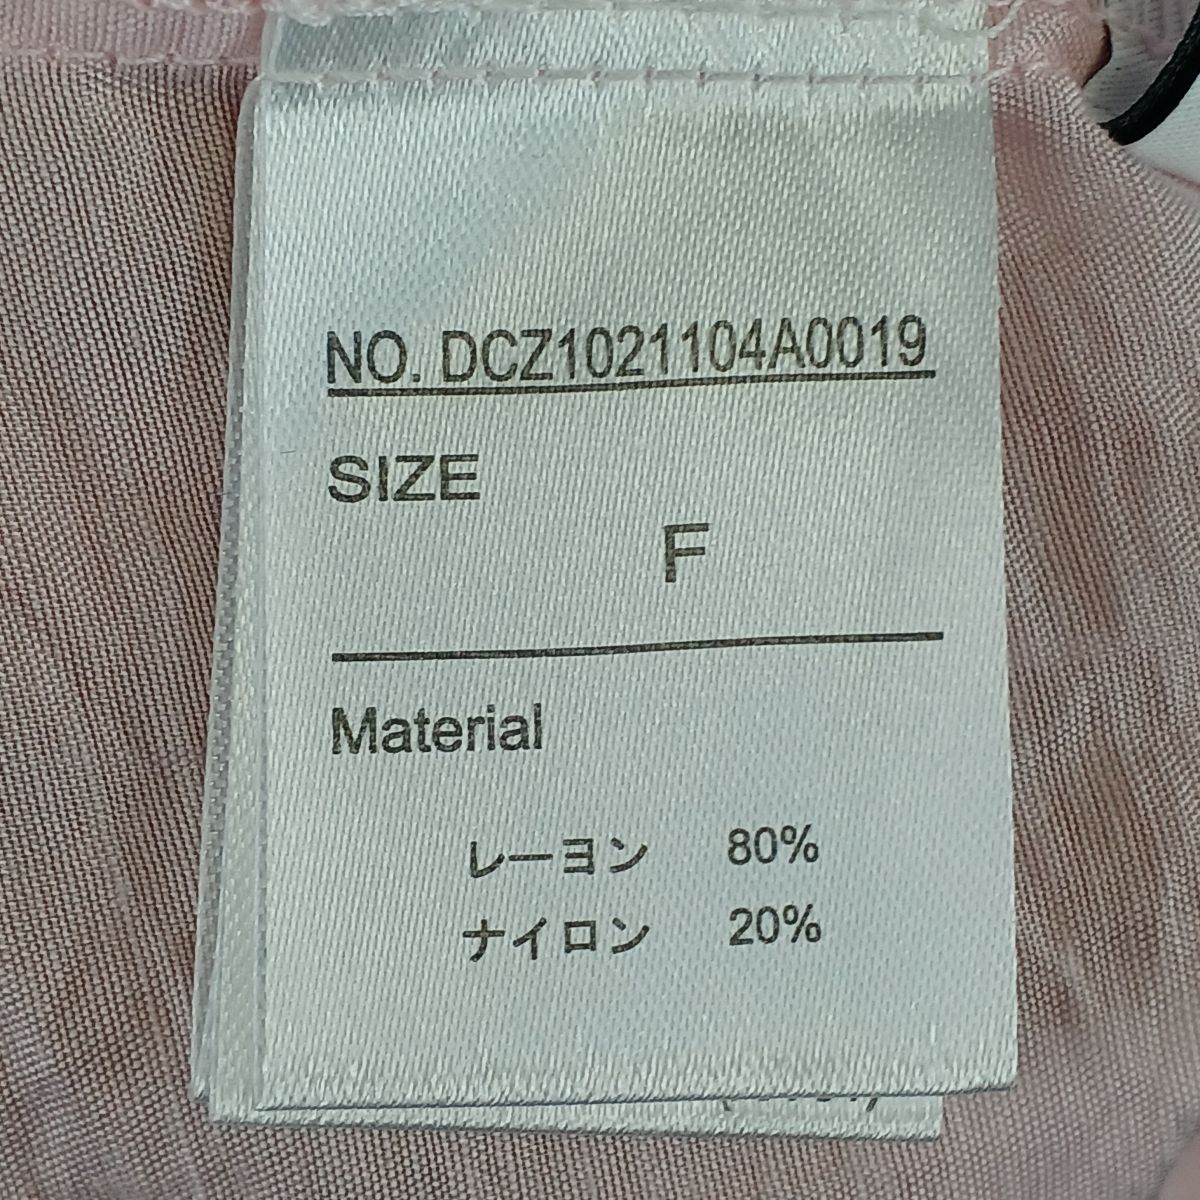 NO. DCZ1021104A0019
SIZE
F
Material
レーヨン 80%
ナイロン 20%